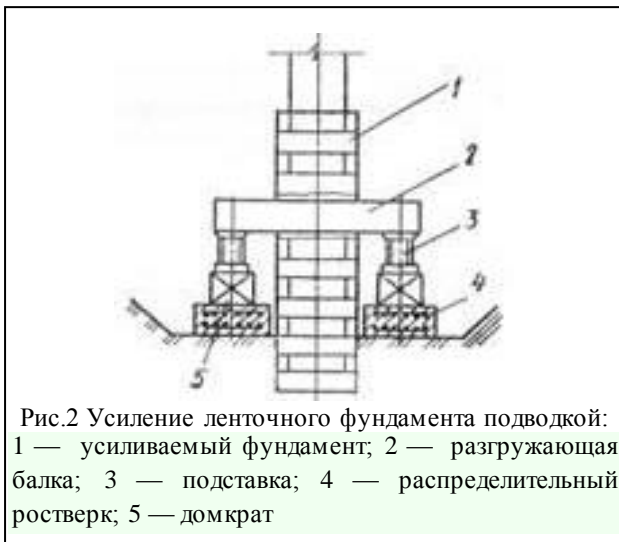 1
2
3
4
5
Рис.2 Усиление ленточного фундамента подводкой:
1 — усиливаемый фундамент; 2 — разгружающая
балка; 3 — подставка; 4 — распределительный
ростверк; 5 — домкрат